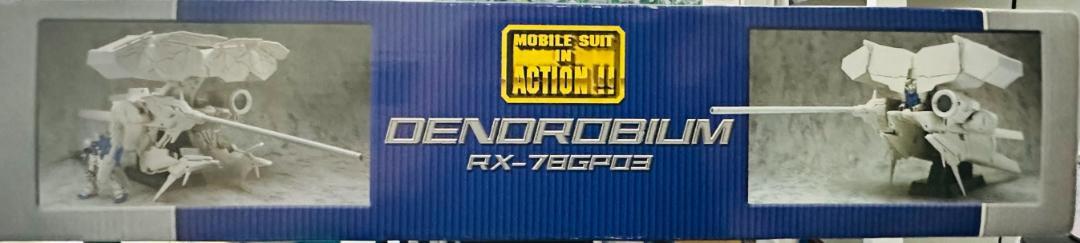 MOBILE SUIT
IN
ACTION !!
DENDROBIUM
RX-78GP03